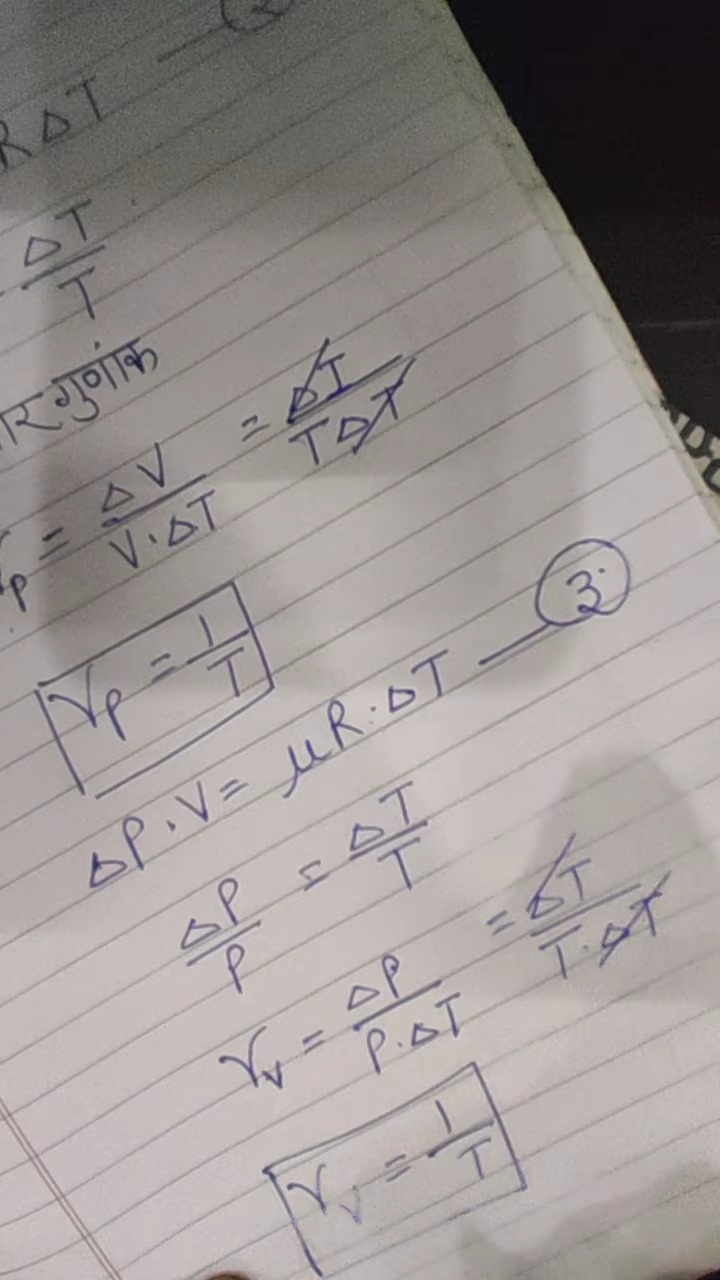 RΔT —
ΔT/T
गुणांक
γp = ΔV/V·ΔT = ΔT/TΔT
γp = 1/T
ΔP·V = μR·ΔT — (3)
ΔP/P = ΔT/T
γv = ΔP/P·ΔT = ΔT/T·ΔT
γv = 1/T